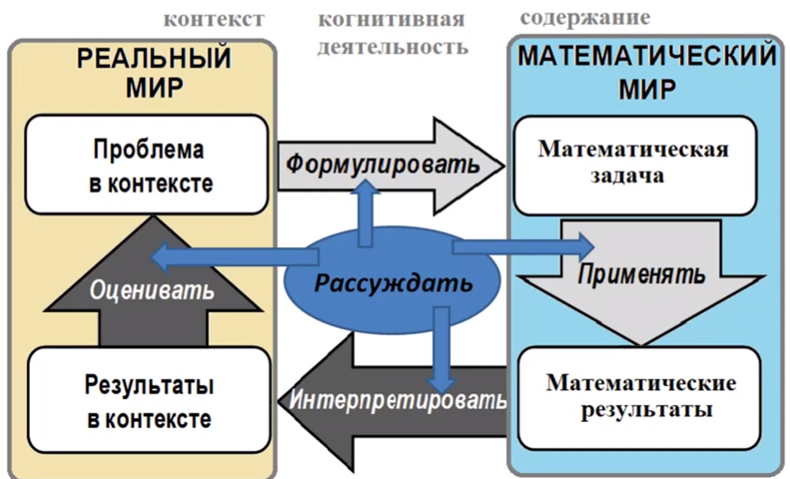 контекст
когнитивная
деятельность
содержание
РЕАЛЬНЫЙ
МИР
МАТЕМАТИЧЕСКИЙ
МИР
Проблема
в контексте
Формулировать
Математическая
задача
Оценивать
Рассуждать
Применять
Результаты
в контексте
Интерпретировать
Математические
результаты